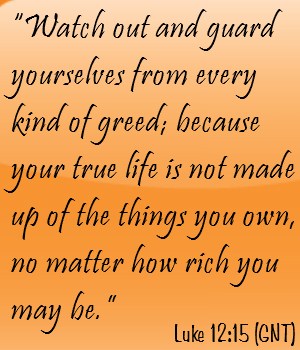 "Watch out and guard
yourselves from every
kind of greed; because
your true life is not made
up of the things you own,
no matter how rich you
may be."
Luke 12:15 (GNT)